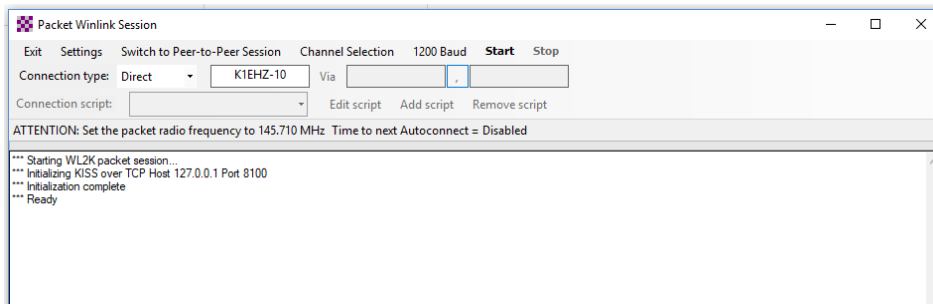 Packet Winlink Session
Exit Settings Switch to Peer-to-Peer Session Channel Selection 1200 Baud Start Stop
Connection type: Direct K1EHZ-10 Via ,
Connection script: Edit script Add script Remove script
ATTENTION: Set the packet radio frequency to 145.710 MHz Time to next Autoconnect = Disabled
*** Starting WL2K packet session...
*** Initializing KISS over TCP Host 127.0.0.1 Port 8100
*** Initialization complete
*** Ready